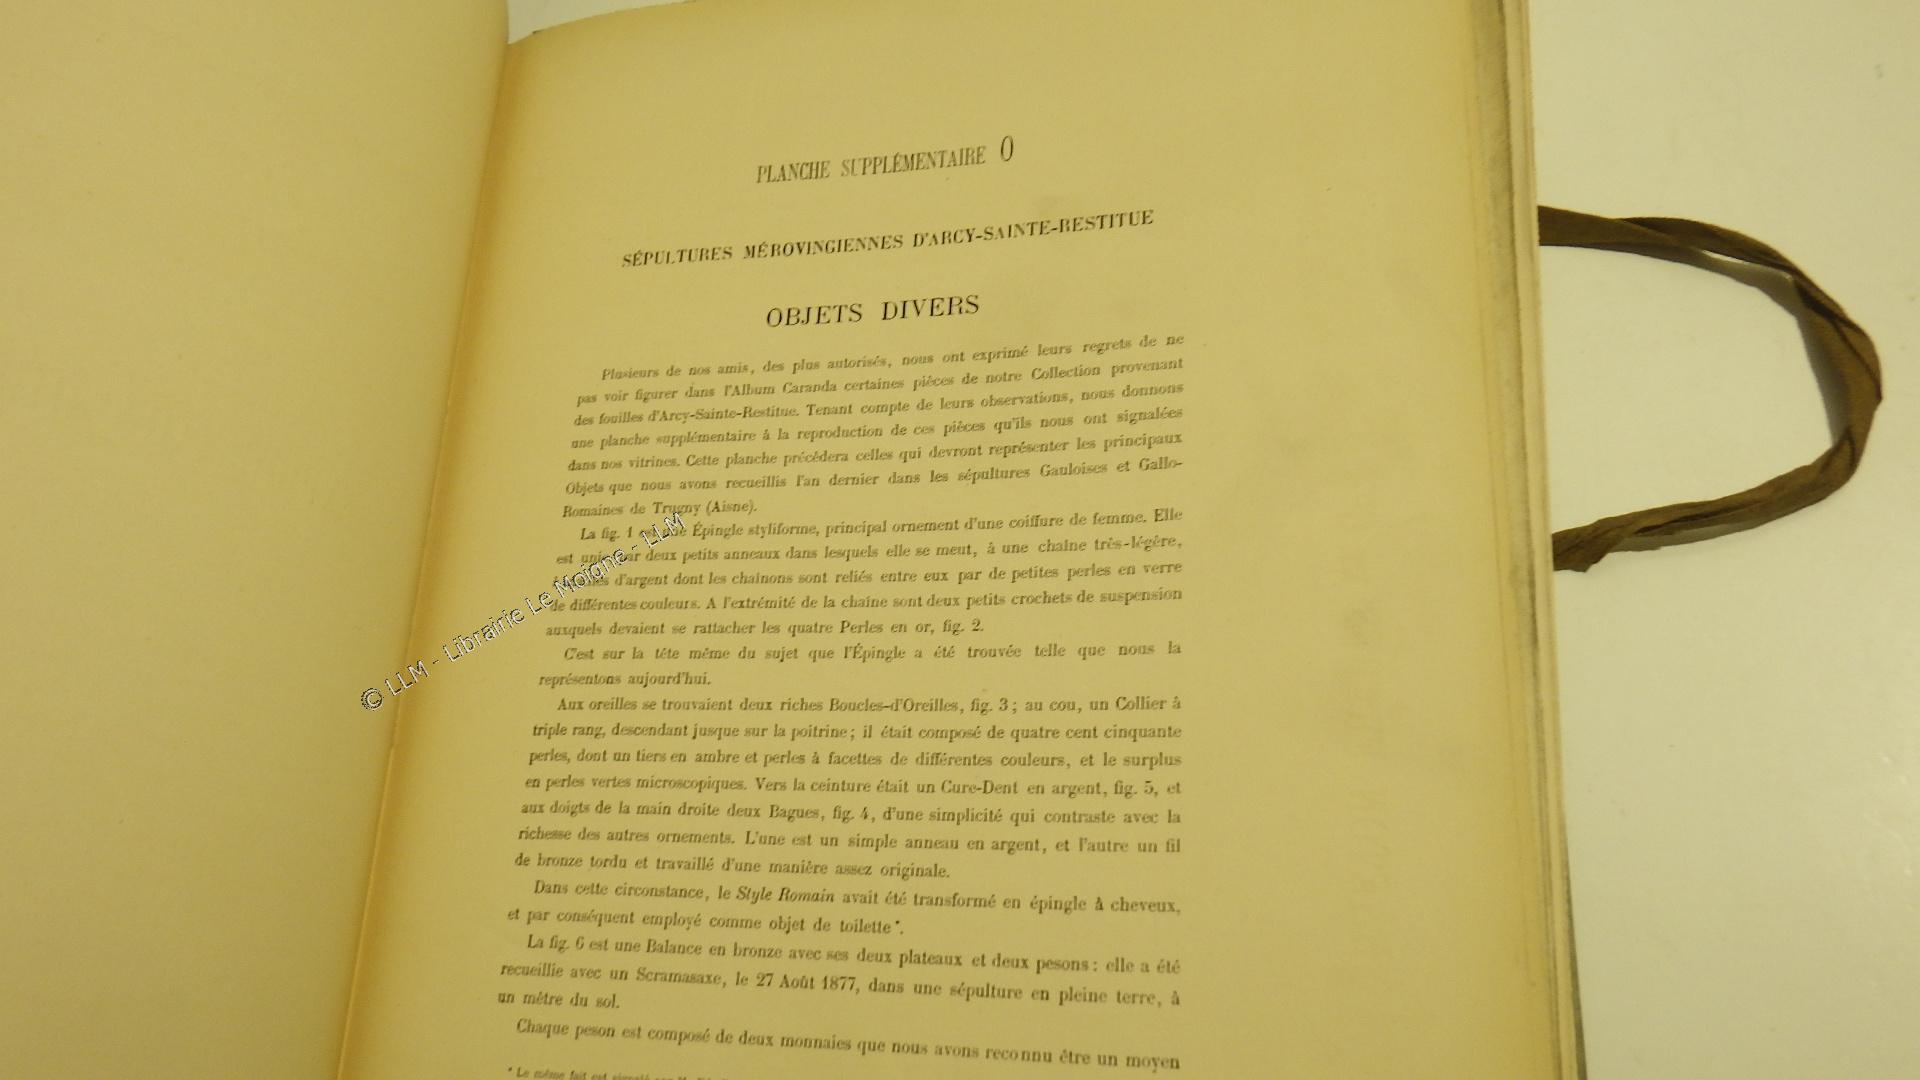 PLANCHE SUPPLÉMENTAIRE O
SÉPULTURES MÉROVINGIENNES D'ARCY-SAINTE-RESTITUE
OBJETS DIVERS
Plusieurs de nos amis, des plus autorisés, nous ont exprimé leurs regrets de ne
pas voir figurer dans l'Album Caranda certaines pièces de notre Collection provenant
des fouilles d'Arcy-Sainte-Restitue. Tenant compte de leurs observations, nous donnons
une planche supplémentaire à la reproduction de ces pièces qu'ils nous ont signalées
dans nos vitrines. Cette planche précèdera celles qui devront représenter les principaux
Objets que nous avons recueillis l'an dernier dans les sépultures Gauloises et Gallo-
Romaines de Trugny (Aisne).
La fig. 1 est une Épingle styliforme, principal ornement d'une coiffure de femme. Elle
est unie par deux petits anneaux dans lesquels elle se meut, à une chaîne très-légère,
d'argent dont les chaînons sont reliés entre eux par de petites perles en verre
de différentes couleurs. A l'extrémité de la chaîne sont deux petits crochets de suspension
auxquels devaient se rattacher les quatre Perles en or, fig. 2.
C'est sur la tête même du sujet que l'Épingle a été trouvée telle que nous la
représentons aujourd'hui.
Aux oreilles se trouvaient deux riches Boucles-d'Oreilles, fig. 3; au cou, un Collier à
triple rang, descendant jusque sur la poitrine; il était composé de quatre cent cinquante
perles, dont un tiers en ambre et perles à facettes de différentes couleurs, et le surplus
en perles vertes microscopiques. Vers la ceinture était un Cure-Dent en argent, fig. 5, et
aux doigts de la main droite deux Bagues, fig. 4, d'une simplicité qui contraste avec la
richesse des autres ornements. L'une est un simple anneau en argent, et l'autre un fil
de bronze tordu et travaillé d'une manière assez originale.
Dans cette circonstance, le Style Romain avait été transformé en épingle à cheveux,
et par conséquent employé comme objet de toilette*.
La fig. 6 est une Balance en bronze avec ses deux plateaux et deux pesons: elle a été
recueillie avec un Scramasaxe, le 27 Août 1877, dans une sépulture en pleine terre, à
un mètre du sol.
Chaque peson est composé de deux monnaies que nous avons reconnu être un moyen
* Le même fait est
© LLM - Librairie Le Moigne - LLM